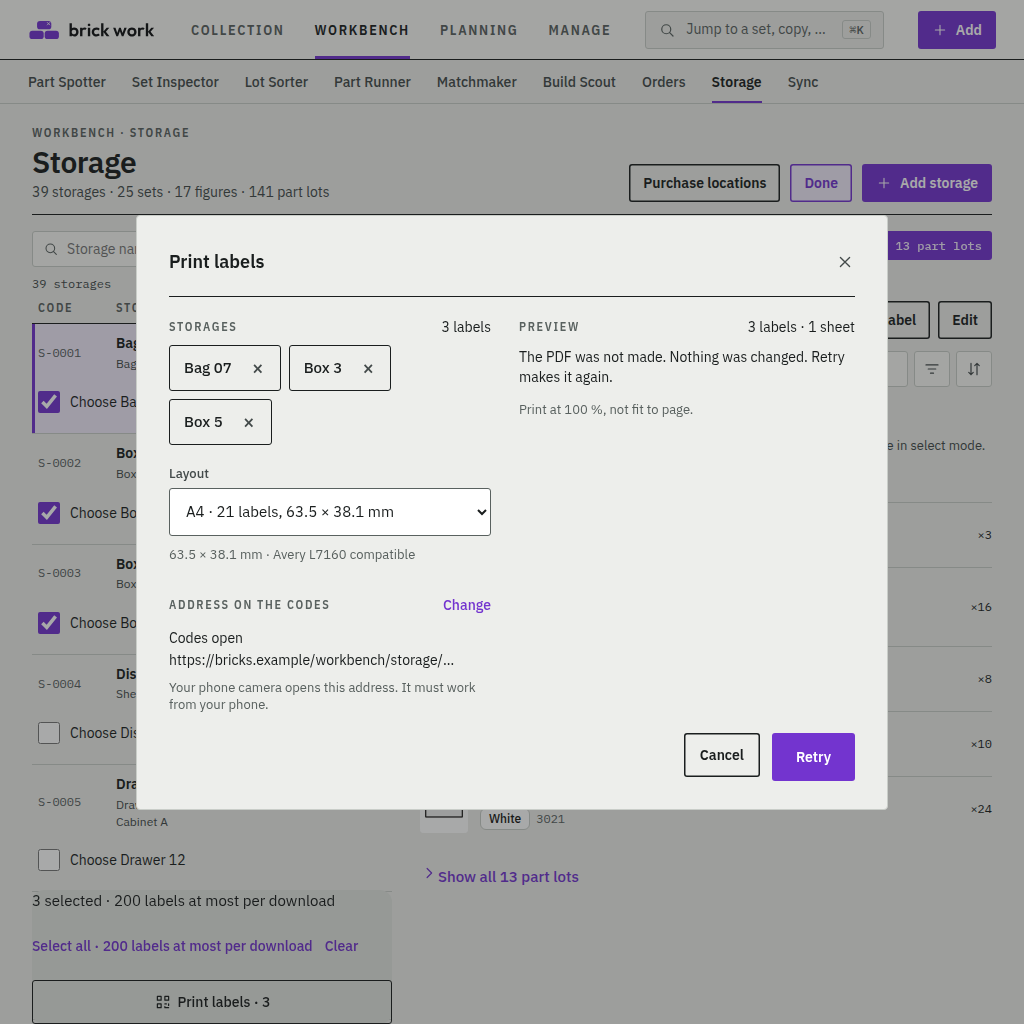 brick work
COLLECTION
WORKBENCH
PLANNING
MANAGE
Jump to a set, copy, ...
⌘K
+ Add
Part Spotter
Set Inspector
Lot Sorter
Part Runner
Matchmaker
Build Scout
Orders
Storage
Sync
WORKBENCH · STORAGE
Storage
39 storages · 25 sets · 17 figures · 141 part lots
Purchase locations
Done
+ Add storage
Storage
13 part lots
39 storages
CODE
Edit
S-0001
Bag
Choose
S-0002
Choose
S-0003
Choose
S-0004
Choose
S-0005
Cabinet A
Choose Drawer 12
e in select mode.
×3
×16
×8
×10
×24
White
3021
Show all 13 part lots
3 selected · 200 labels at most per download
Select all · 200 labels at most per download
Clear
Print labels · 3
Print labels
STORAGES
3 labels
Bag 07 ×
Box 3 ×
Box 5 ×
Layout
A4 · 21 labels, 63.5 × 38.1 mm
63.5 × 38.1 mm · Avery L7160 compatible
ADDRESS ON THE CODES
Change
Codes open
https://bricks.example/workbench/storage/…
Your phone camera opens this address. It must work
from your phone.
PREVIEW
3 labels · 1 sheet
The PDF was not made. Nothing was changed. Retry
makes it again.
Print at 100 %, not fit to page.
Cancel
Retry